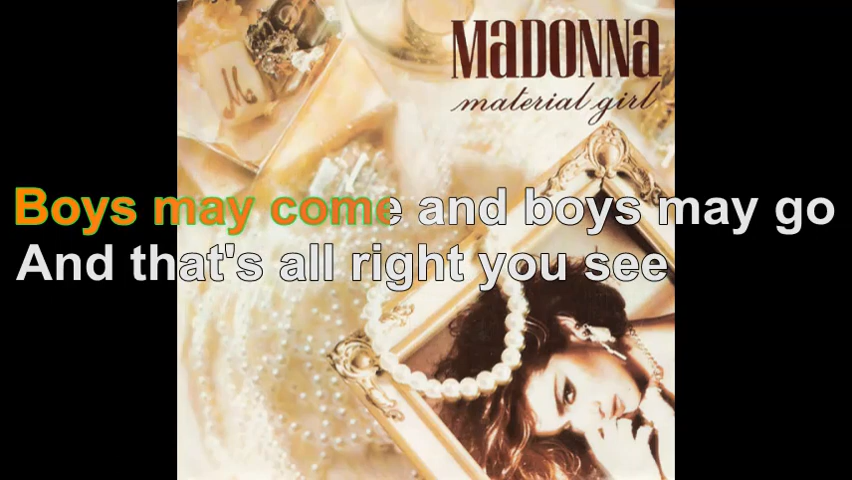 MaDONNa
material girl
Boys may come and boys may go
And that's all right you see
M